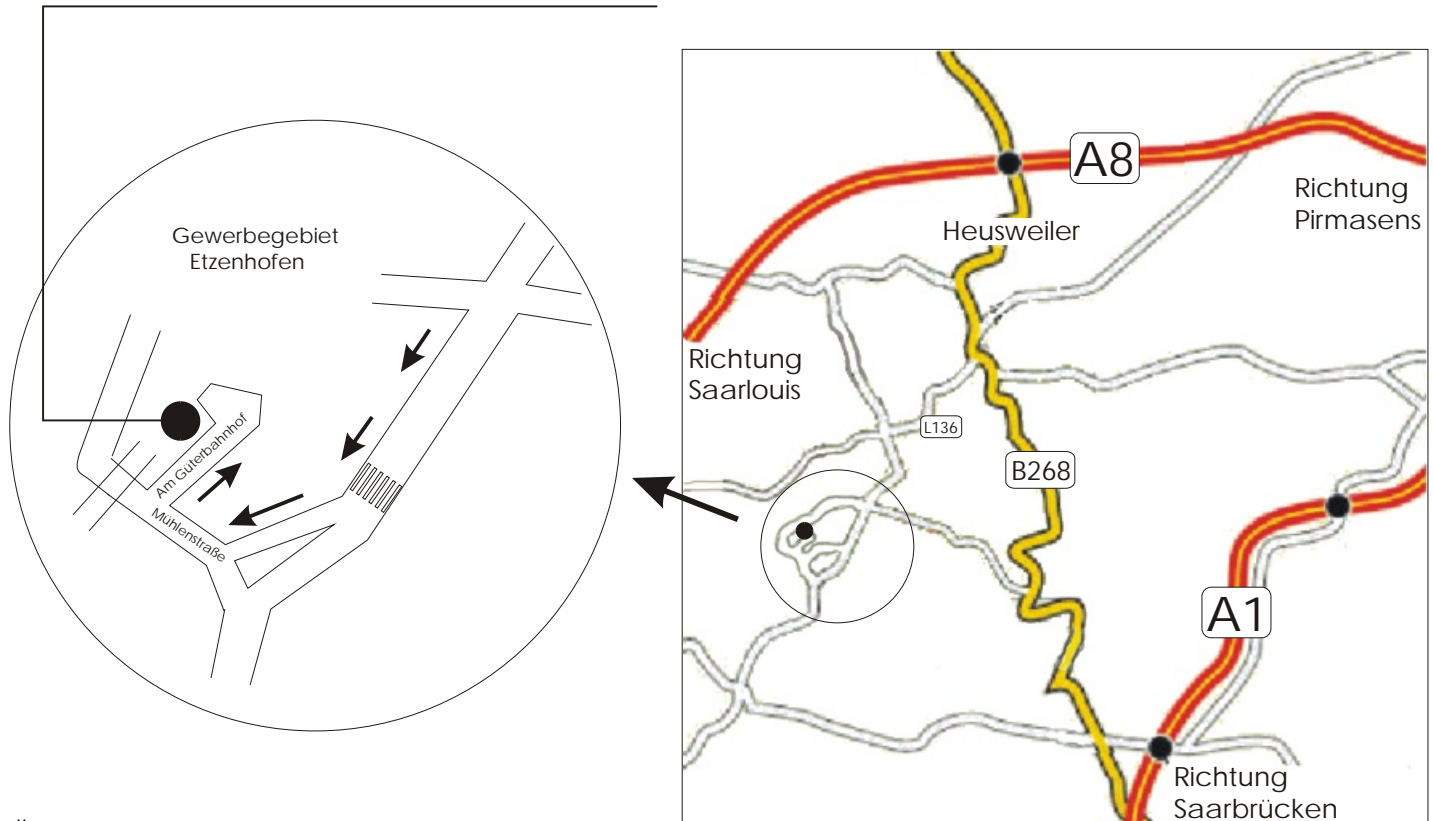 Gewerbegebiet
Etzenhofen
Am Güterbahnhof
Mühlenstraße
A8
Richtung
Pirmasens
Heusweiler
Richtung
Saarlouis
L136
B268
A1
Richtung
Saarbrücken